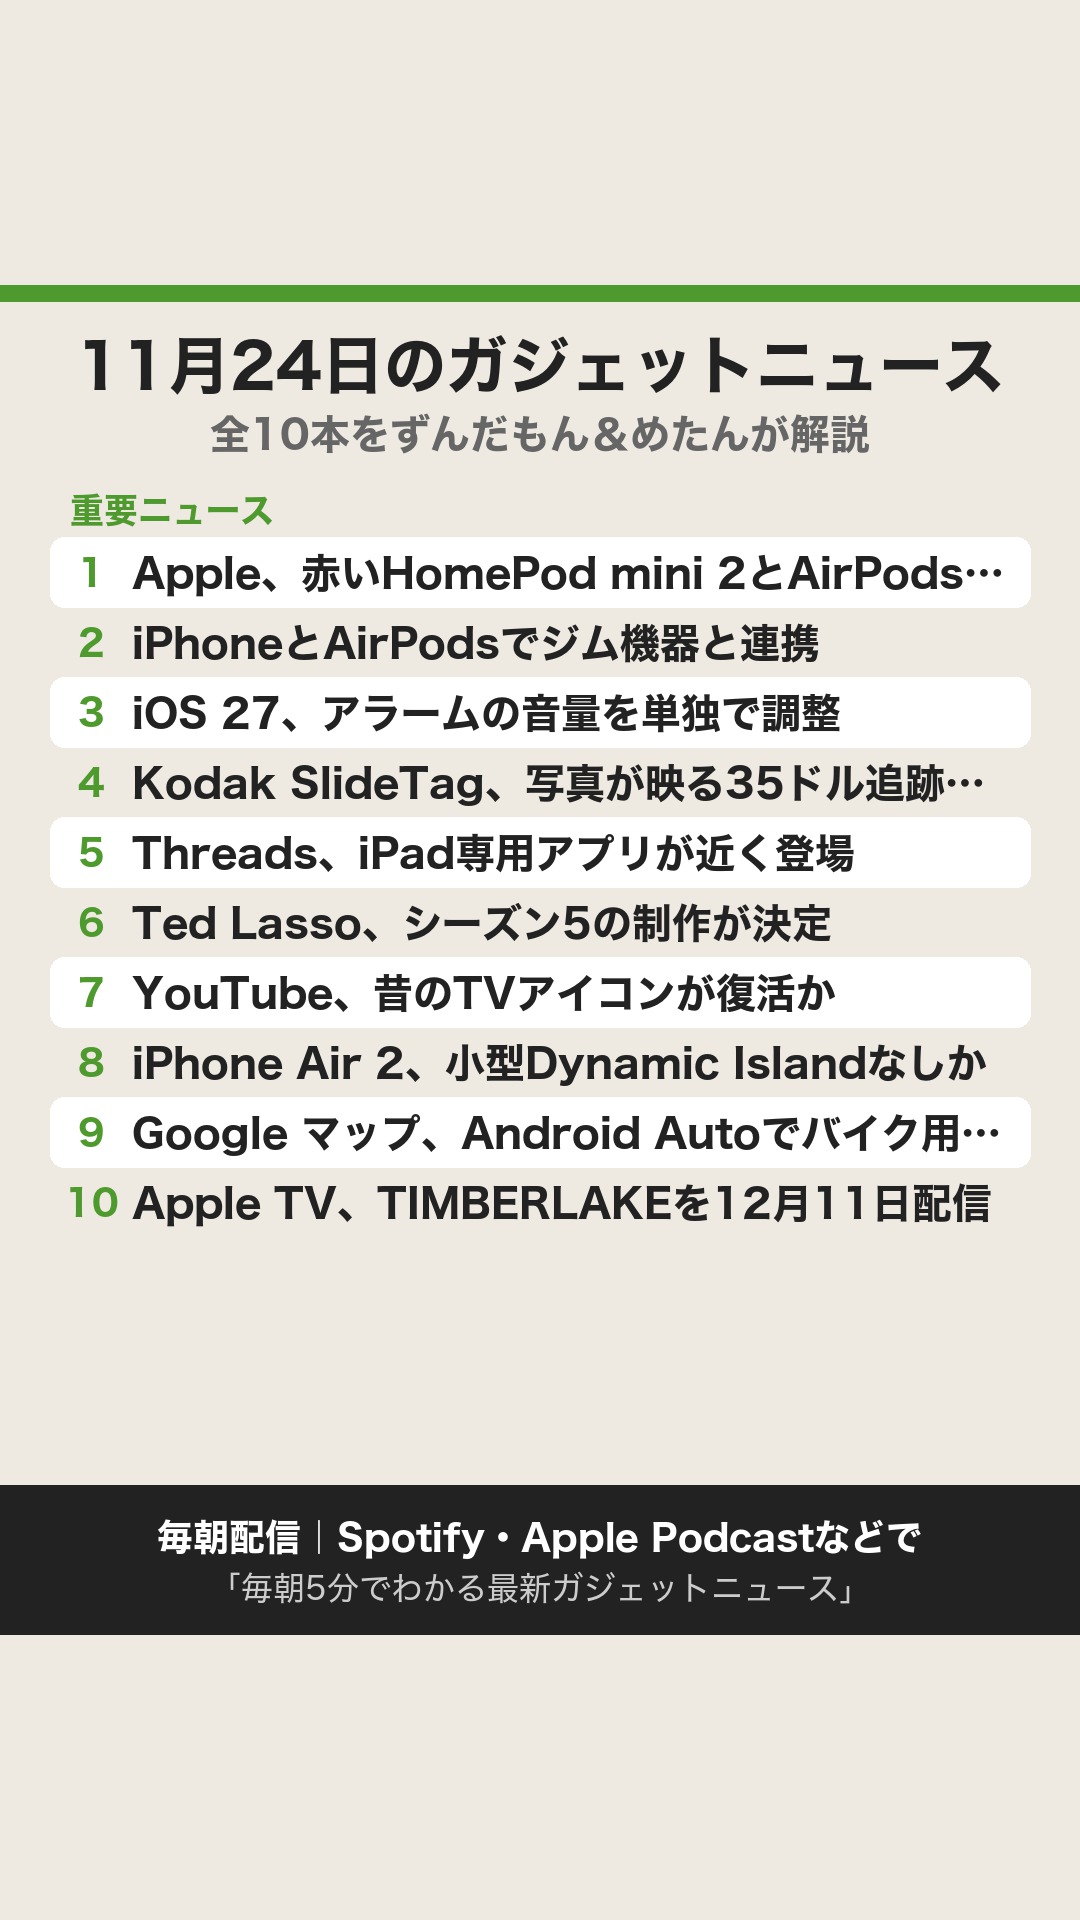 11月24日のガジェットニュース
全10本をずんだもん＆めたんが解説
重要ニュース
1 Apple、赤いHomePod mini 2とAirPods…
2 iPhoneとAirPodsでジム機器と連携
3 iOS 27、アラームの音量を単独で調整
4 Kodak SlideTag、写真が映る35ドル追跡…
5 Threads、iPad専用アプリが近く登場
6 Ted Lasso、シーズン5の制作が決定
7 YouTube、昔のTVアイコンが復活か
8 iPhone Air 2、小型Dynamic Islandなしか
9 Google マップ、Android Autoでバイク用…
10 Apple TV、TIMBERLAKEを12月11日配信
毎朝配信｜Spotify・Apple Podcastなどで
「毎朝5分でわかる最新ガジェットニュース」